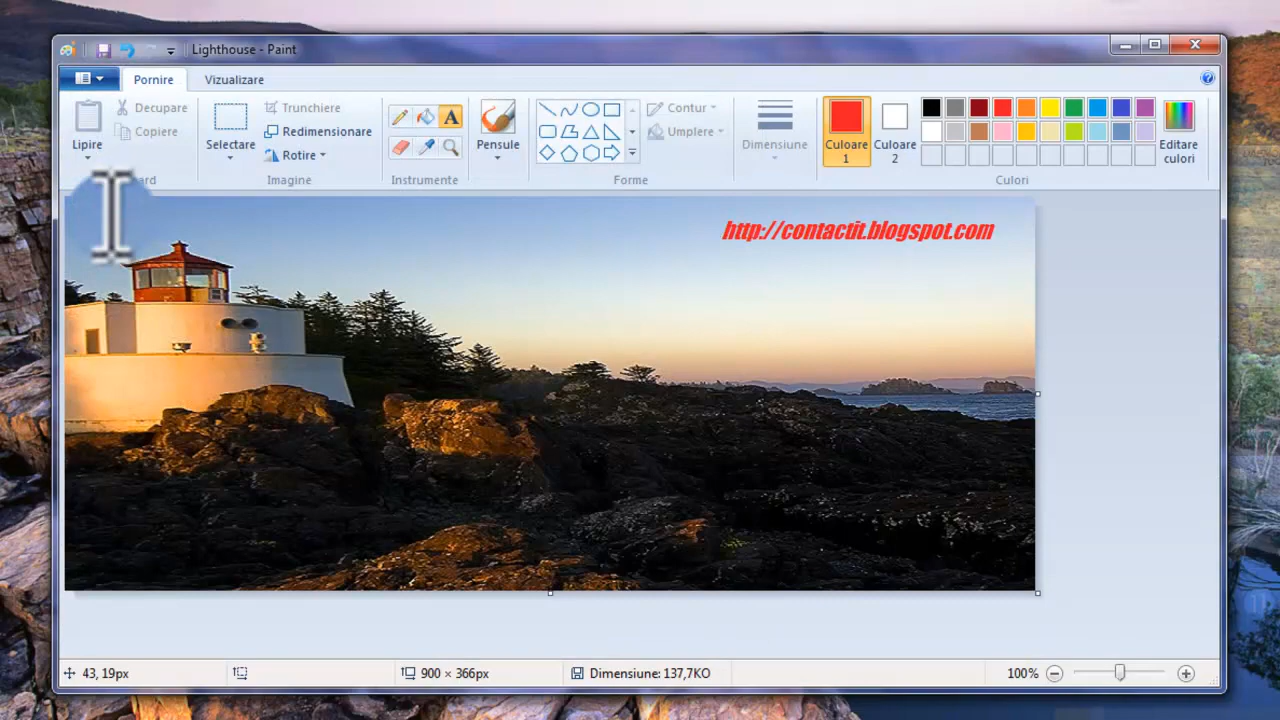 Lighthouse - Paint
Pornire Vizualizare
Lipire
Decupare
Copiere
Selectare
Trunchiere
Redimensionare
Rotire
Imagine
A
Instrumente
Pensule
Contur
Umplere
Forme
Dimensiune
Culoare 1
Culoare 2
Editare culori
Culori
http://contactit.blogspot.com
43, 19px
900 × 366px
Dimensiune: 137,7KO
100%